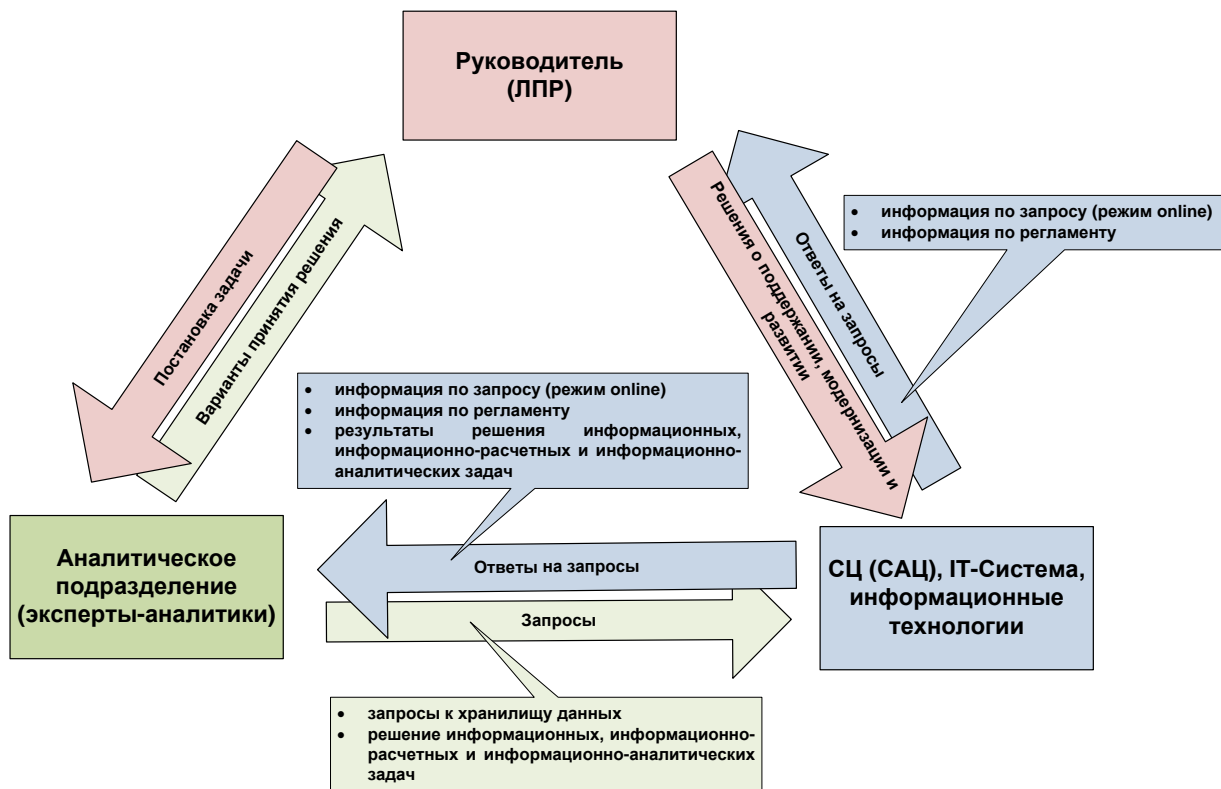 Руководитель
(ЛПР)
Постановка задачи
Варианты принятия решения
Решения о поддержании, модернизации и
развитии
Ответы на запросы
• информация по запросу (режим online)
• информация по регламенту
• информация по запросу (режим online)
• информация по регламенту
• результаты решения информационных,
информационно-расчетных и информационно-
аналитических задач
Аналитическое
подразделение
(эксперты-аналитики)
Ответы на запросы
Запросы
СЦ (САЦ), IT-Система,
информационные
технологии
• запросы к хранилищу данных
• решение информационных, информационно-
расчетных и информационно-аналитических
задач